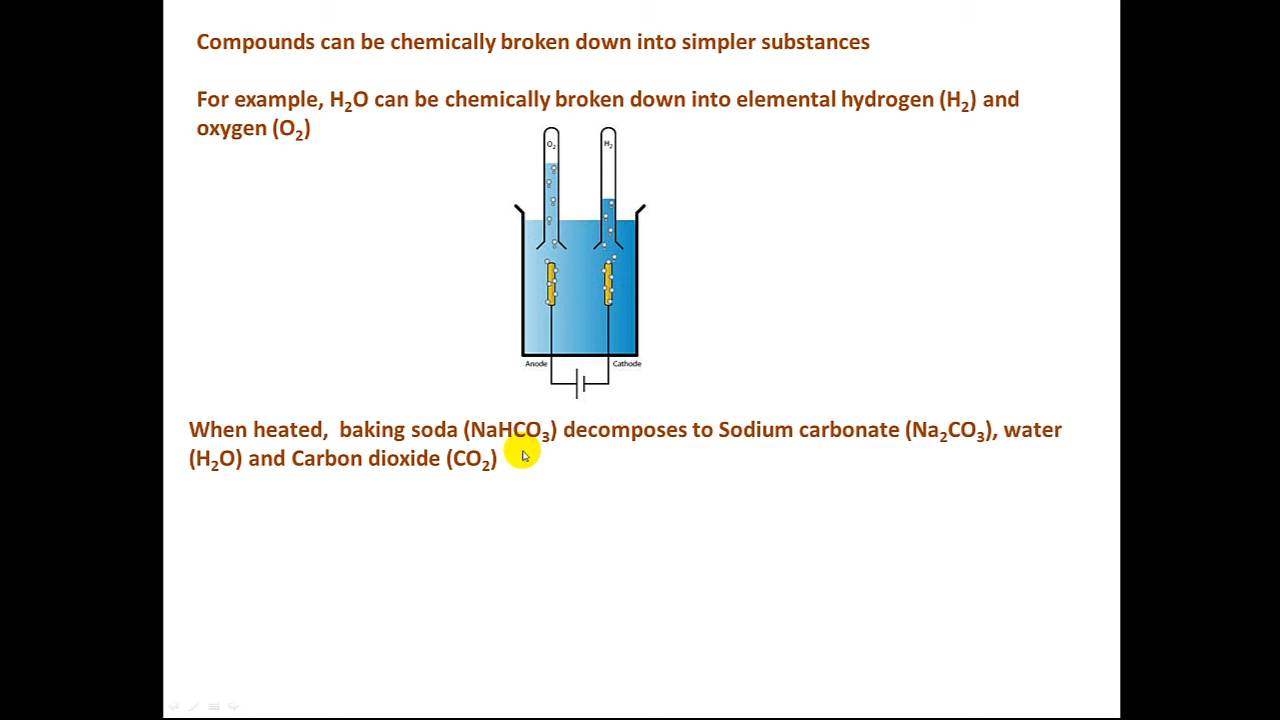 Compounds can be chemically broken down into simpler substances
For example, H₂O can be chemically broken down into elemental hydrogen (H₂) and
oxygen (O₂)
O₂ H₂
Anode Cathode
When heated,  baking soda (NaHCO₃) decomposes to Sodium carbonate (Na₂CO₃), water
(H₂O) and Carbon dioxide (CO₂)